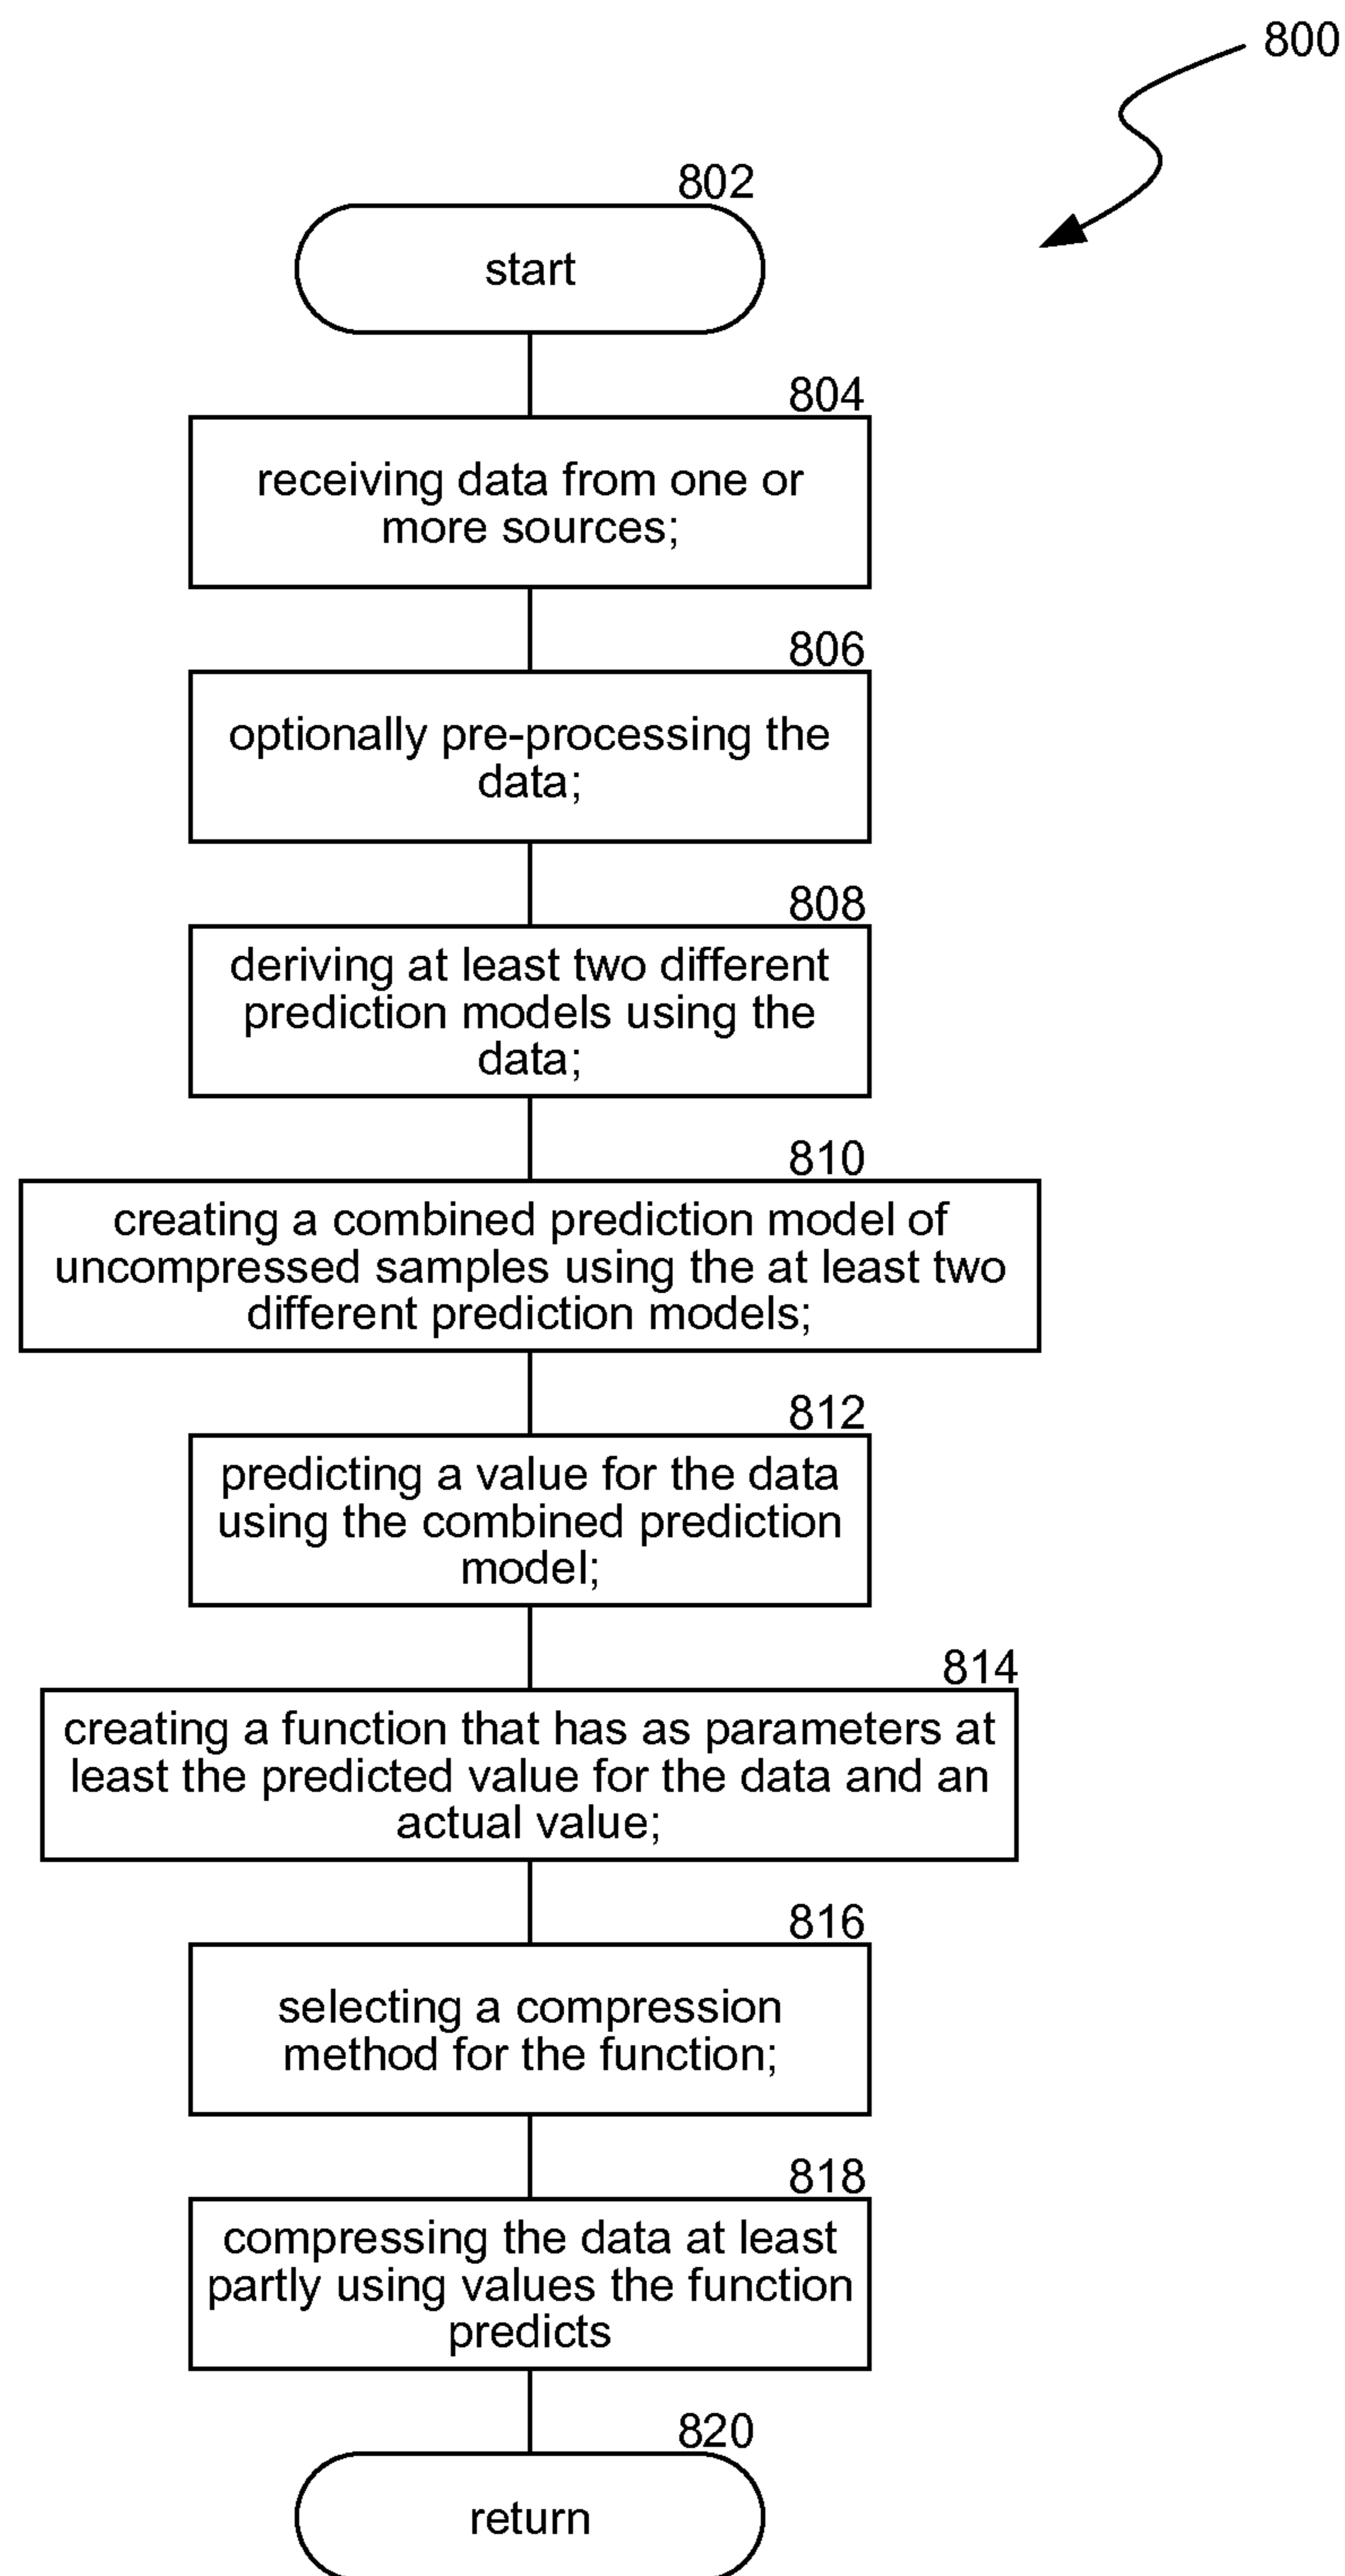 800
802
start
804
receiving data from one or
more sources;
806
optionally pre-processing the
data;
808
deriving at least two different
prediction models using the
data;
810
creating a combined prediction model of
uncompressed samples using the at least two
different prediction models;
812
predicting a value for the data
using the combined prediction
model;
814
creating a function that has as parameters at
least the predicted value for the data and an
actual value;
816
selecting a compression
method for the function;
818
compressing the data at least
partly using values the function
predicts
820
return